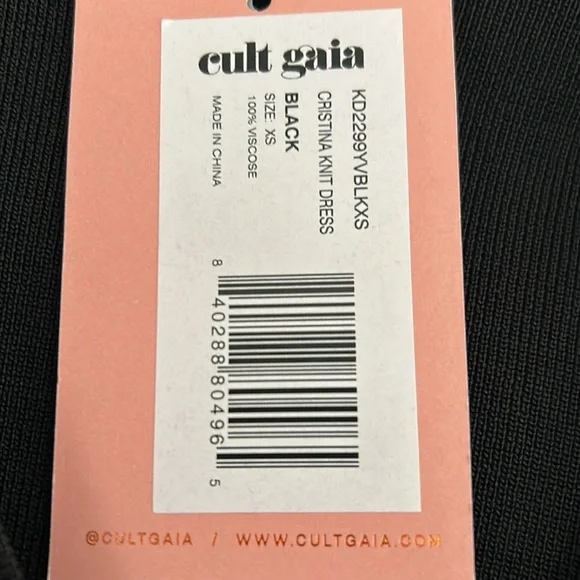 cult gaia
KD2299YVBLKXS
CRISTINA KNIT DRESS
BLACK
SIZE: XS
100% VISCOSE
MADE IN CHINA
8 40288 80496 5
@CULTGAIA / WWW.CULTGAIA.COM